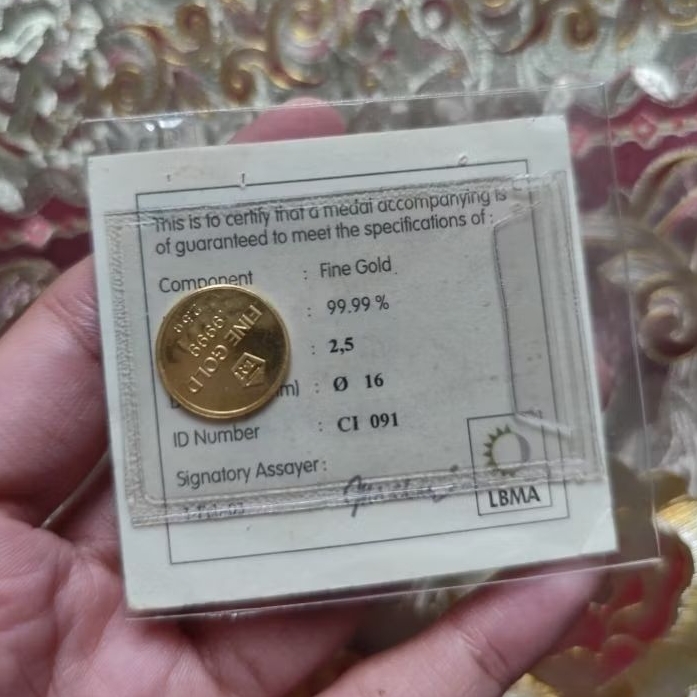 This is to certify that a medal accompanying is
of guaranteed to meet the specifications of :
Component : Fine Gold
: 99.99 %
: 2,5
m) : Ø 16
ID Number : CI 091
Signatory Assayer :
LBMA
FINE GOLD